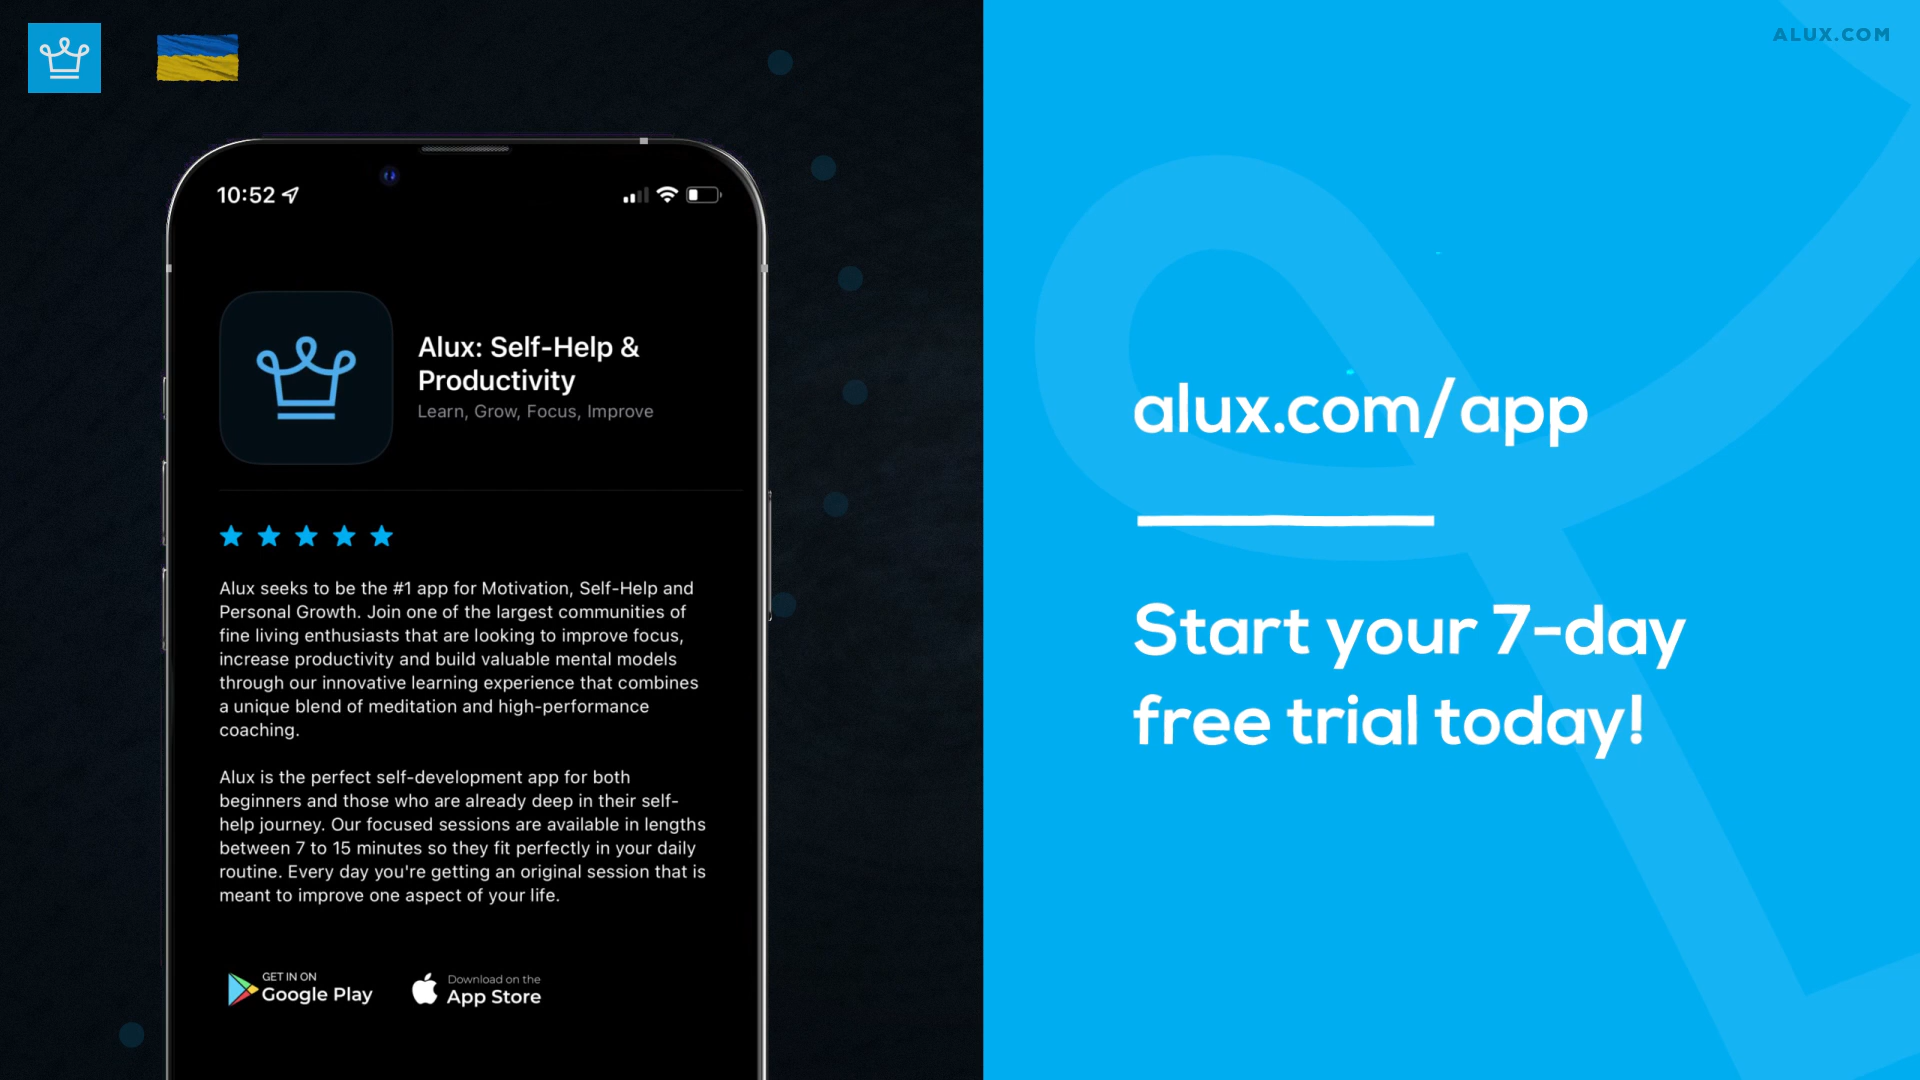 ALUX.COM
10:52
Alux: Self-Help &
Productivity
Learn, Grow, Focus, Improve
Alux seeks to be the #1 app for Motivation, Self-Help and
Personal Growth. Join one of the largest communities of
fine living enthusiasts that are looking to improve focus,
increase productivity and build valuable mental models
through our innovative learning experience that combines
a unique blend of meditation and high-performance
coaching.
Alux is the perfect self-development app for both
beginners and those who are already deep in their self-
help journey. Our focused sessions are available in lengths
between 7 to 15 minutes so they fit perfectly in your daily
routine. Every day you're getting an original session that is
meant to improve one aspect of your life.
GET IN ON
Google Play
Download on the
App Store
alux.com/app
Start your 7-day
free trial today!